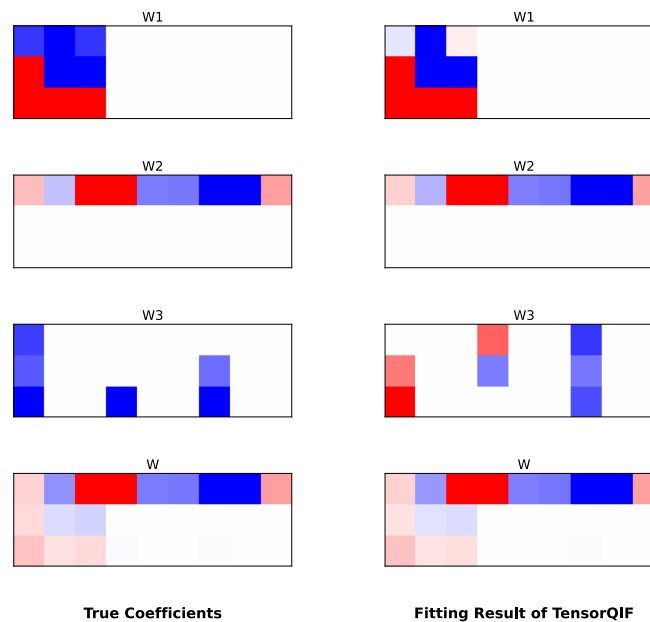 W1
W1
W2
W2
W3
W3
W
W
True Coefficients
Fitting Result of TensorQIF